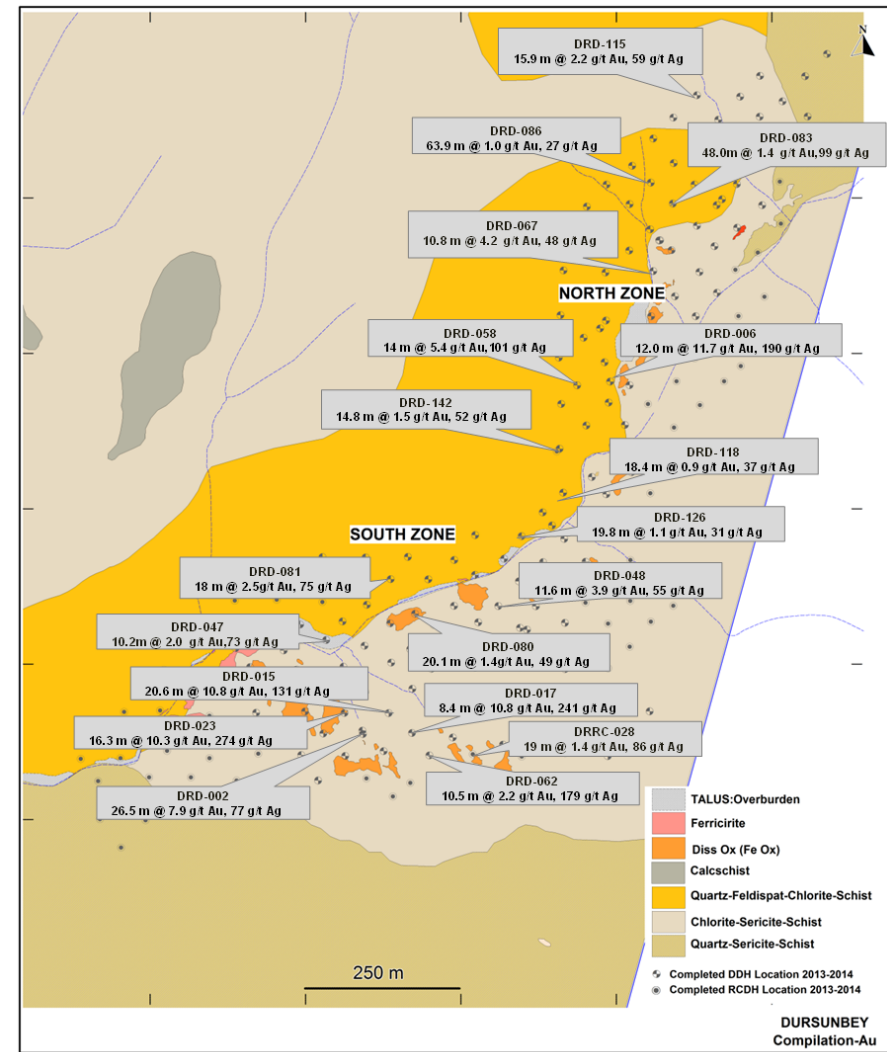 N
DRD-115
15.9 m @ 2.2 g/t Au, 59 g/t Ag
DRD-086
63.9 m @ 1.0 g/t Au, 27 g/t Ag
DRD-083
48.0m @ 1.4 g/t Au,99 g/t Ag
DRD-067
10.8 m @ 4.2 g/t Au, 48 g/t Ag
NORTH ZONE
DRD-058
14 m @ 5.4 g/t Au,101 g/t Ag
DRD-006
12.0 m @ 11.7 g/t Au, 190 g/t Ag
DRD-142
14.8 m @ 1.5 g/t Au, 52 g/t Ag
DRD-118
18.4 m @ 0.9 g/t Au, 37 g/t Ag
DRD-126
19.8 m @ 1.1 g/t Au, 31 g/t Ag
SOUTH ZONE
DRD-081
18 m @ 2.5g/t Au, 75 g/t Ag
DRD-048
11.6 m @ 3.9 g/t Au, 55 g/t Ag
DRD-047
10.2m @ 2.0 g/t Au,73 g/t Ag
DRD-080
20.1 m @ 1.4g/t Au, 49 g/t Ag
DRD-015
20.6 m @ 10.8 g/t Au, 131 g/t Ag
DRD-017
8.4 m @ 10.8 g/t Au, 241 g/t Ag
DRD-023
16.3 m @ 10.3 g/t Au, 274 g/t Ag
DRRC-028
19 m @ 1.4 g/t Au, 86 g/t Ag
DRD-002
26.5 m @ 7.9 g/t Au, 77 g/t Ag
DRD-062
10.5 m @ 2.2 g/t Au, 179 g/t Ag
TALUS:Overburden
Ferricirite
Diss Ox (Fe Ox)
Calcschist
Quartz-Feldispat-Chlorite-Schist
Chlorite-Sericite-Schist
Quartz-Sericite-Schist
Completed DDH Location 2013-2014
Completed RCDH Location 2013-2014
250 m
DURSUNBEY
Compilation-Au